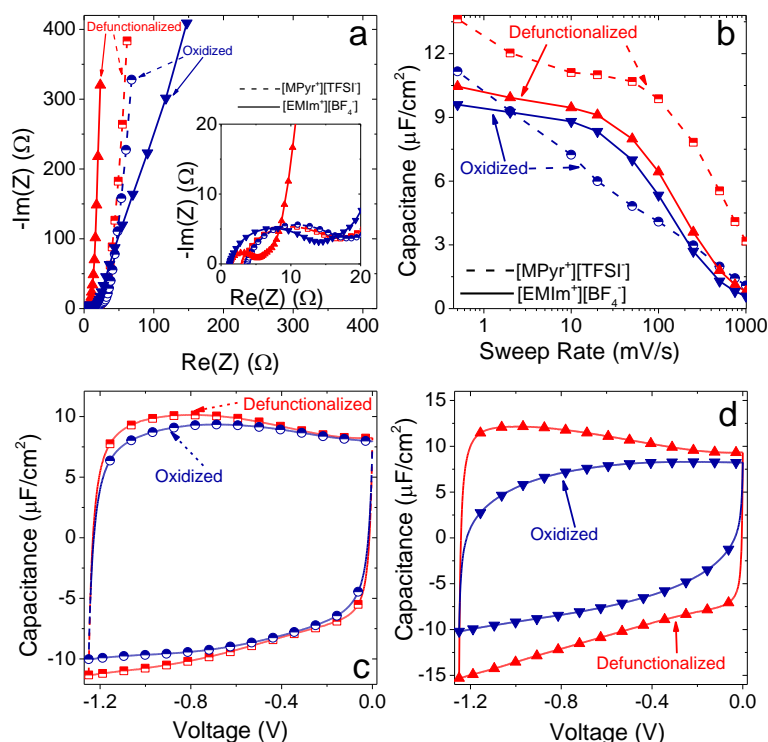 a
400
300
200
100
0
-Im(Z) (Ω)
Defunctionalized
Oxidized
- - - [MPyr⁺][TFSI⁻]
— [EMIm⁺][BF₄⁻]
20
10
0
-Im(Z) (Ω)
0 10 20
Re(Z) (Ω)
0 100 200 300 400
Re(Z) (Ω)
b
12
9
6
3
0
Capacitane (μF/cm²)
Defunctionalized
Oxidized
- - - [MPyr⁺][TFSI⁻]
— [EMIm⁺][BF₄⁻]
1 10 100 1000
Sweep Rate (mV/s)
c
10
5
0
-5
-10
Capacitance (μF/cm²)
Defunctionalized
Oxidized
-1.2 -0.8 -0.4 0.0
Voltage (V)
d
15
10
5
0
-5
-10
-15
Capacitance (μF/cm²)
Oxidized
Defunctionalized
-1.2 -0.8 -0.4 0.0
Voltage (V)